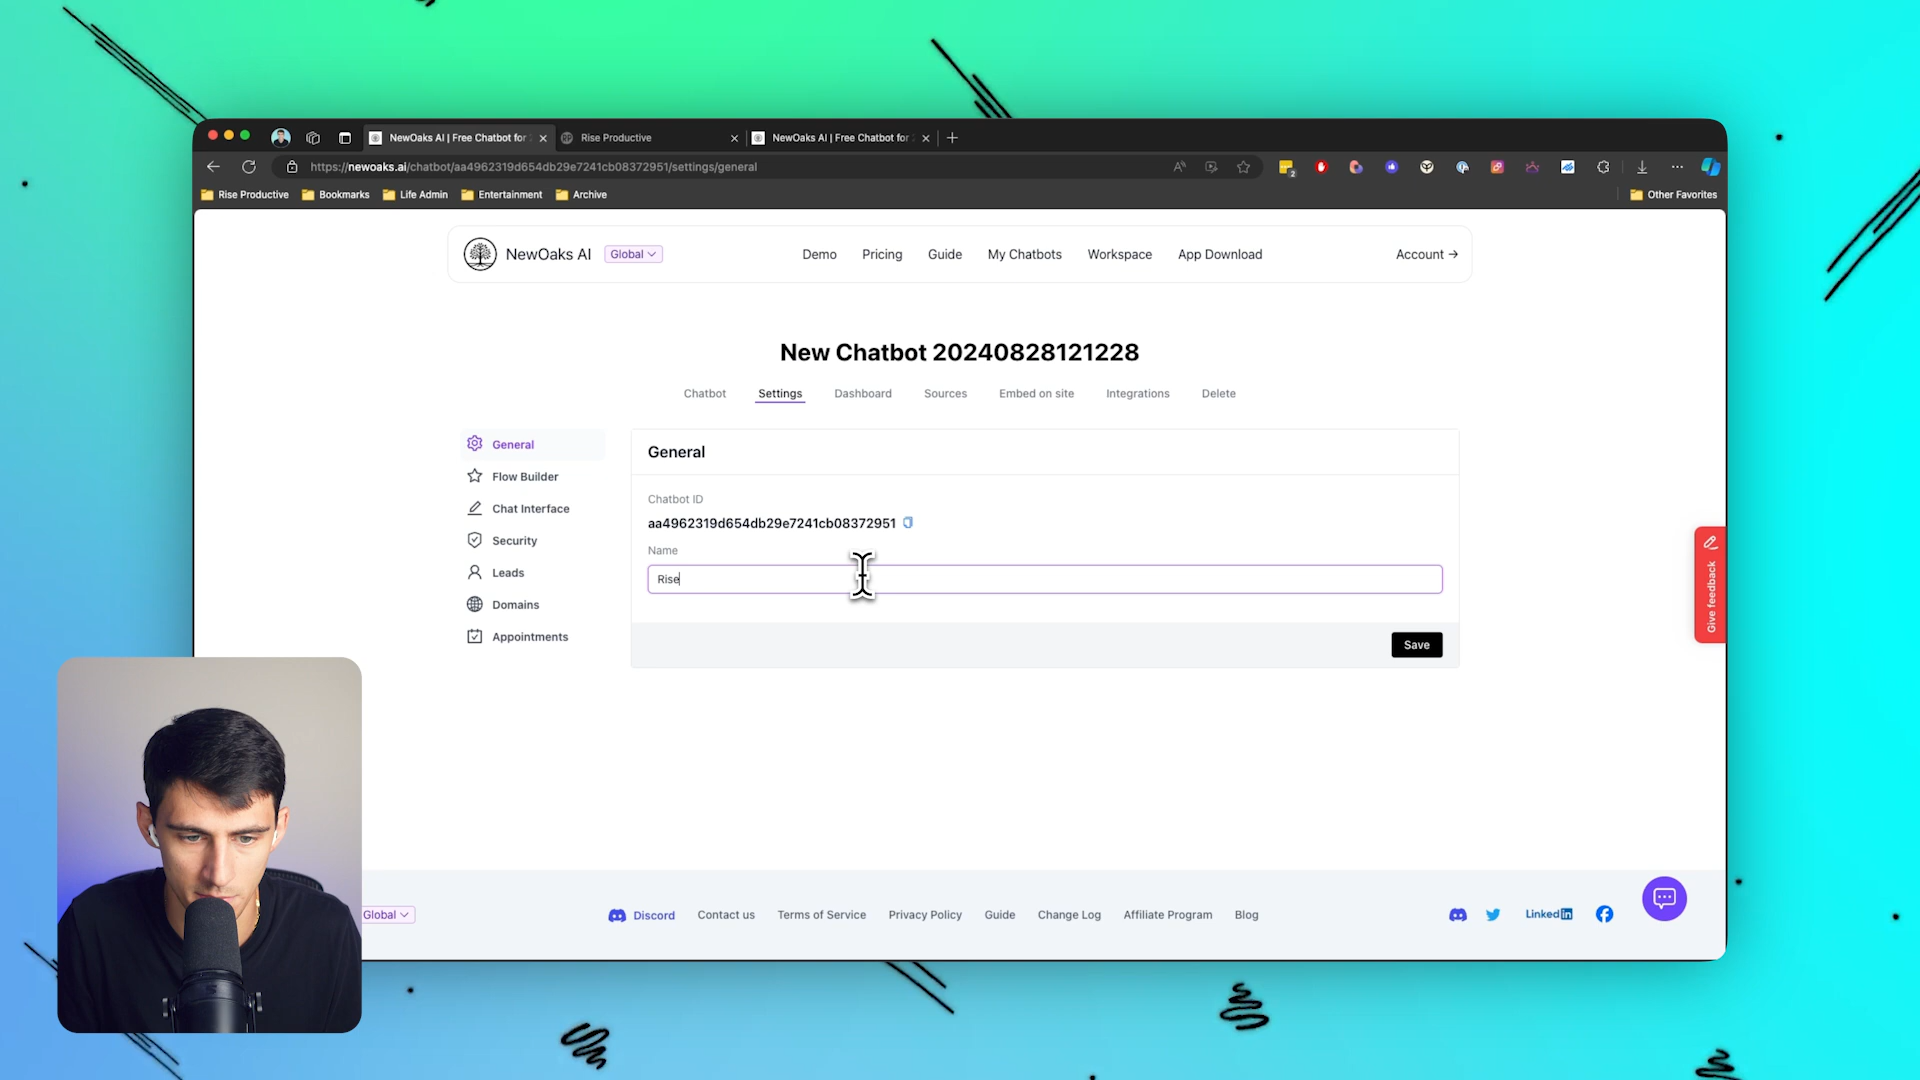 NewOaks AI | Free Chatbot for
Rise Productive
NewOaks AI | Free Chatbot for
https://newoaks.ai/chatbot/aa4962319d654db29e7241cb08372951/settings/general
2
Rise Productive
Bookmarks
Life Admin
Entertainment
Archive
Other Favorites
NewOaks AI
Global
Demo
Pricing
Guide
My Chatbots
Workspace
App Download
Account →
New Chatbot 20240828121228
Chatbot
Settings
Dashboard
Sources
Embed on site
Integrations
Delete
General
Flow Builder
Chat Interface
Security
Leads
Domains
Appointments
General
Chatbot ID
aa4962319d654db29e7241cb08372951
Name
Rise
Save
Give feedback
Global
Discord
Contact us
Terms of Service
Privacy Policy
Guide
Change Log
Affiliate Program
Blog
Linked in